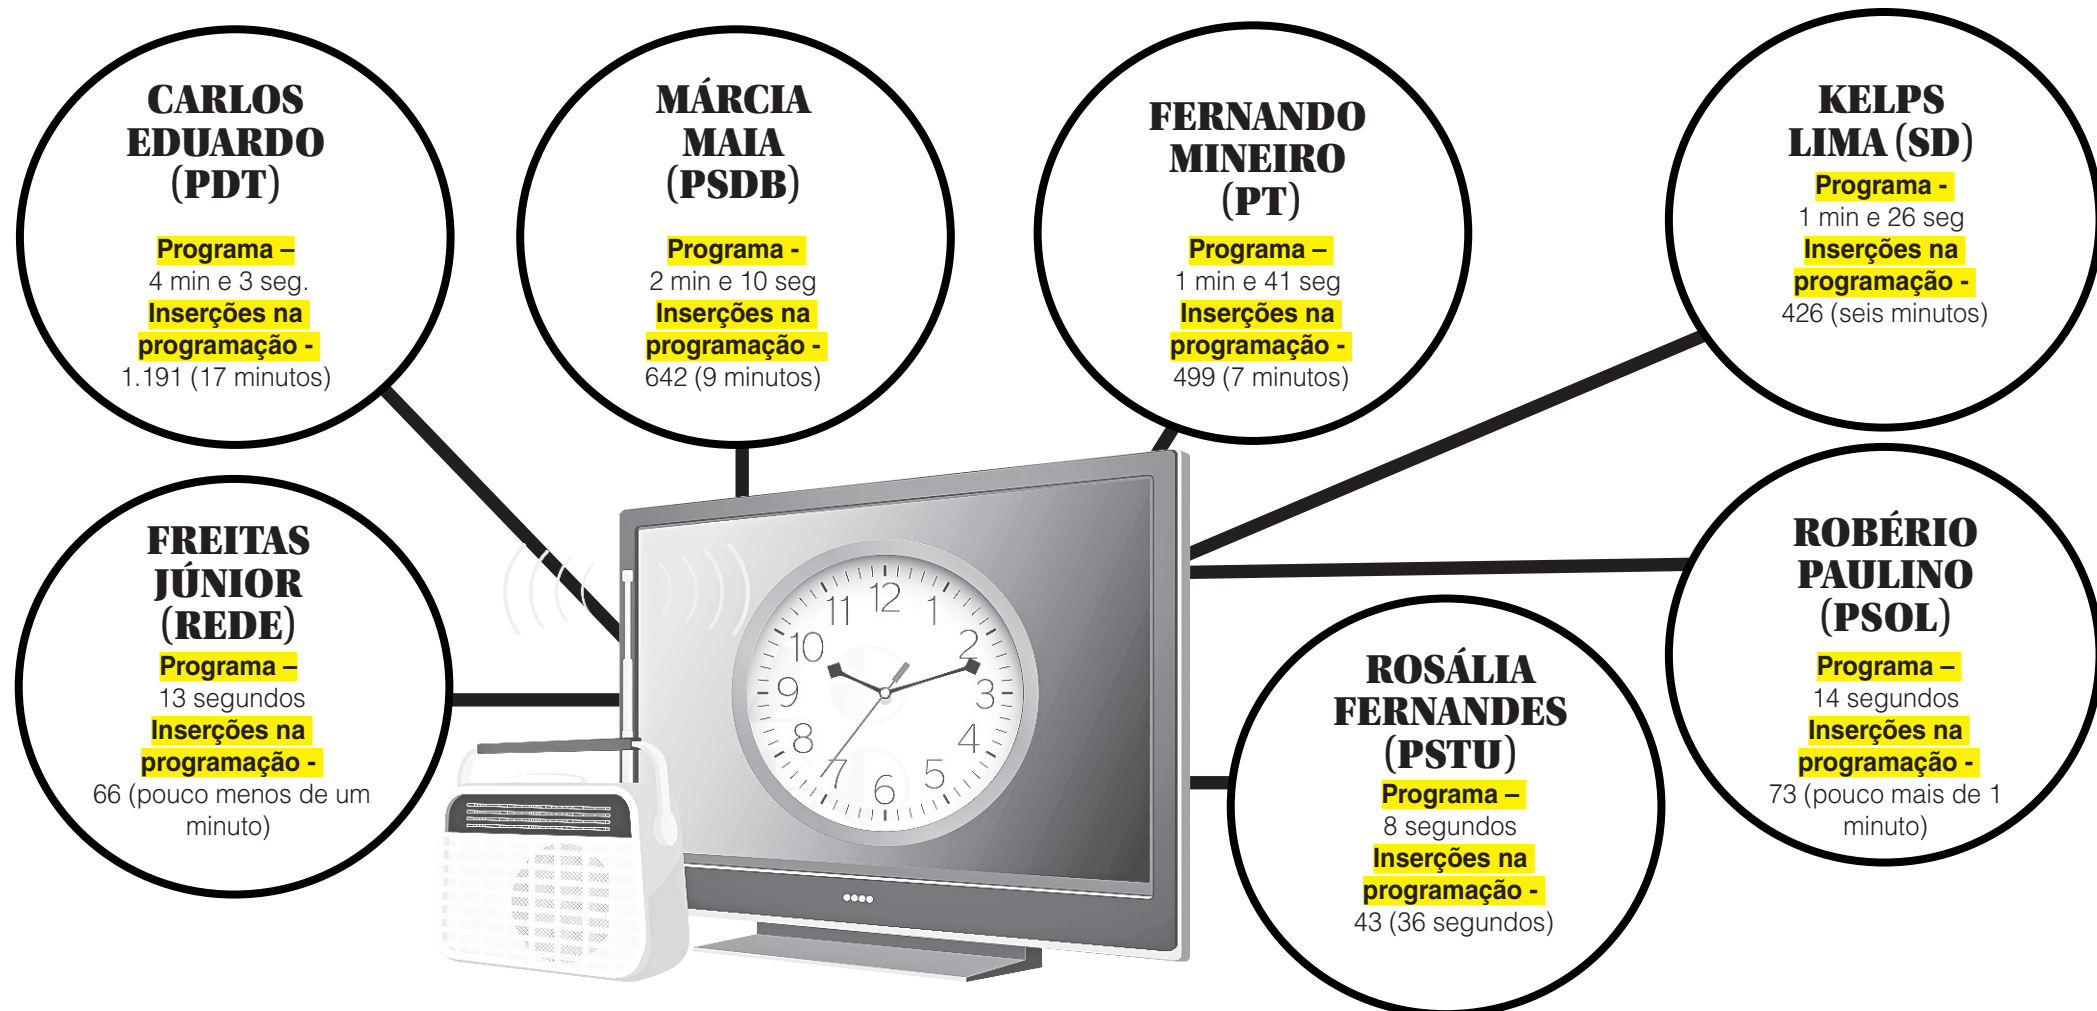 CARLOS
EDUARDO
(PDT)
Programa –
4 min e 3 seg.
Inserções na
programação -
1.191 (17 minutos)
MÁRCIA
MAIA
(PSDB)
Programa -
2 min e 10 seg
Inserções na
programação -
642 (9 minutos)
FERNANDO
MINEIRO
(PT)
Programa –
1 min e 41 seg
Inserções na
programação -
499 (7 minutos)
KELPS
LIMA (SD)
Programa -
1 min e 26 seg
Inserções na
programação -
426 (seis minutos)
FREITAS
JÚNIOR
(REDE)
Programa –
13 segundos
Inserções na
programação -
66 (pouco menos de um
minuto)
12
1
2
3
4
5
6
7
8
9
10
11
ROSÁLIA
FERNANDES
(PSTU)
Programa –
8 segundos
Inserções na
programação -
43 (36 segundos)
ROBÉRIO
PAULINO
(PSOL)
Programa –
14 segundos
Inserções na
programação -
73 (pouco mais de 1
minuto)